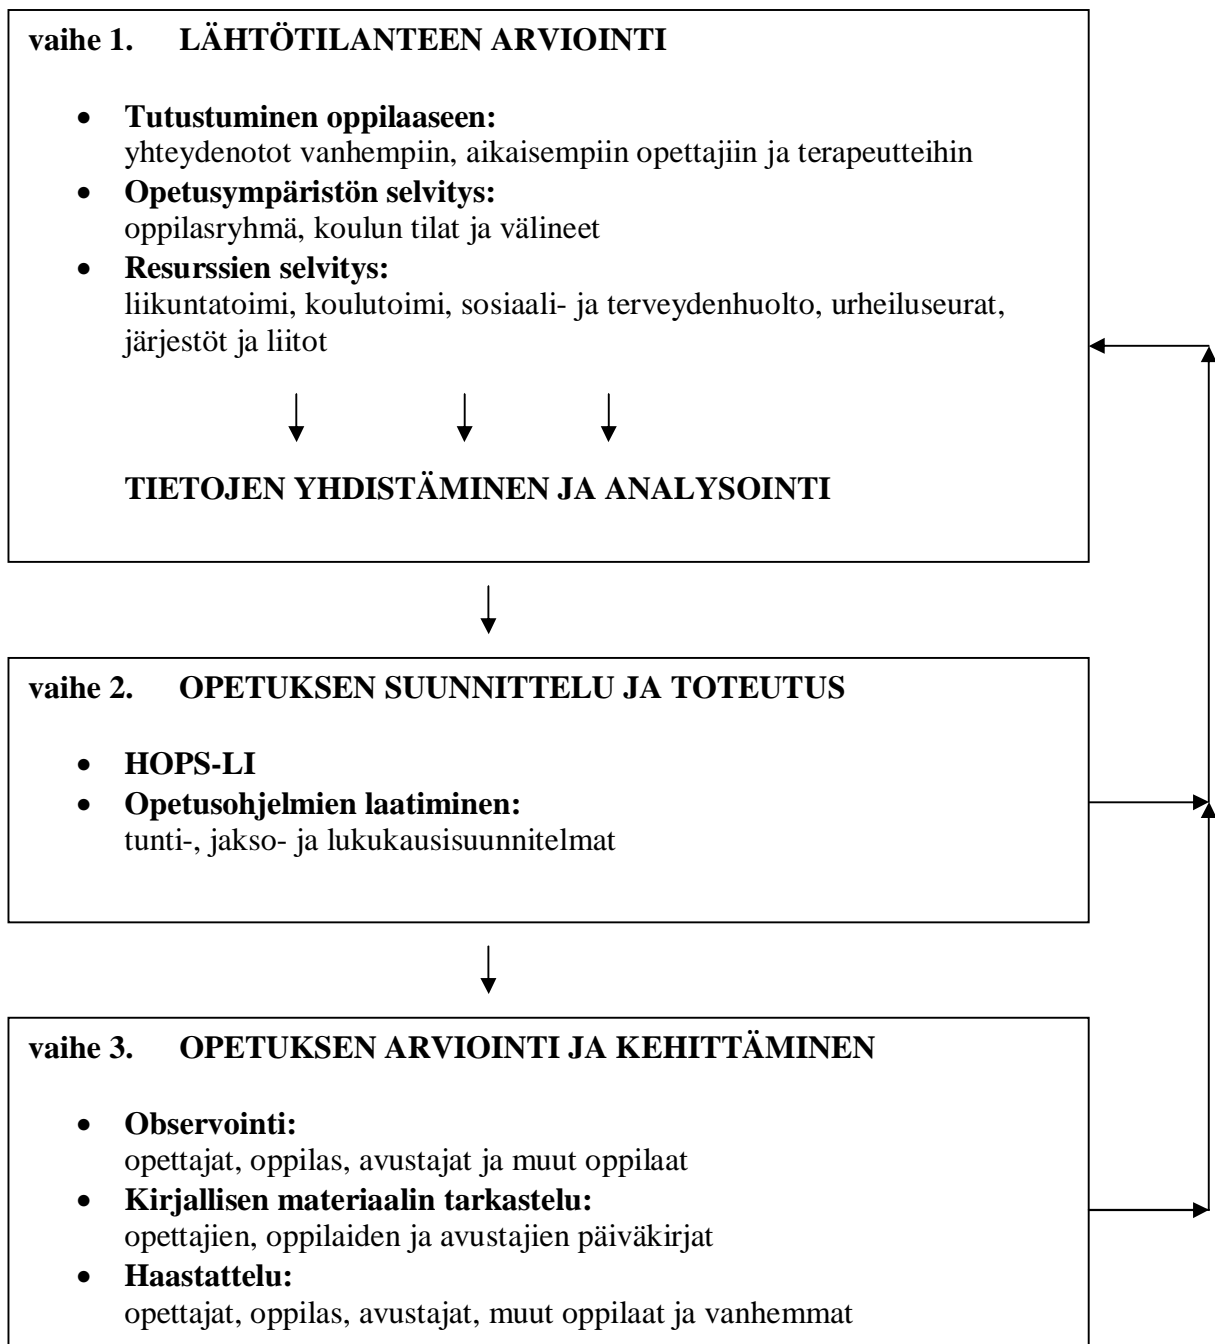 vaihe 1. LÄHTÖTILANTEEN ARVIOINTI
• Tutustuminen oppilaaseen:
yhteydenotot vanhempiin, aikaisempiin opettajiin ja terapeutteihin
• Opetusympäristön selvitys:
oppilasryhmä, koulun tilat ja välineet
• Resurssien selvitys:
liikuntatoimi, koulutoimi, sosiaali- ja terveydenhuolto, urheiluseurat,
järjestöt ja liitot
TIETOJEN YHDISTÄMINEN JA ANALYSOINTI
vaihe 2. OPETUKSEN SUUNNITTELU JA TOTEUTUS
• HOPS-LI
• Opetusohjelmien laatiminen:
tunti-, jakso- ja lukukausisuunnitelmat
vaihe 3. OPETUKSEN ARVIOINTI JA KEHITTÄMINEN
• Observointi:
opettajat, oppilas, avustajat ja muut oppilaat
• Kirjallisen materiaalin tarkastelu:
opettajien, oppilaiden ja avustajien päiväkirjat
• Haastattelu:
opettajat, oppilas, avustajat, muut oppilaat ja vanhemmat